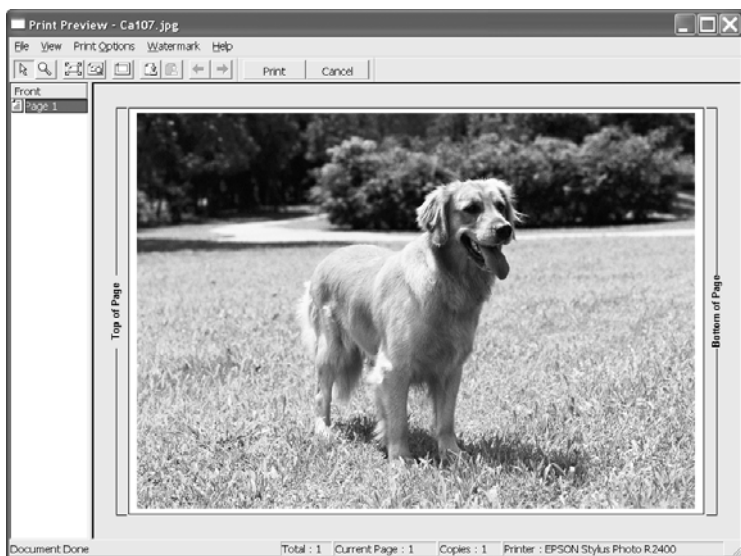 Print Preview - Ca107.jpg
File View Print Options Watermark Help
Print Cancel
Front
Page 1
Top of Page
Bottom of Page
Document Done Total : 1 Current Page : 1 Copies : 1 Printer : EPSON Stylus Photo R2400